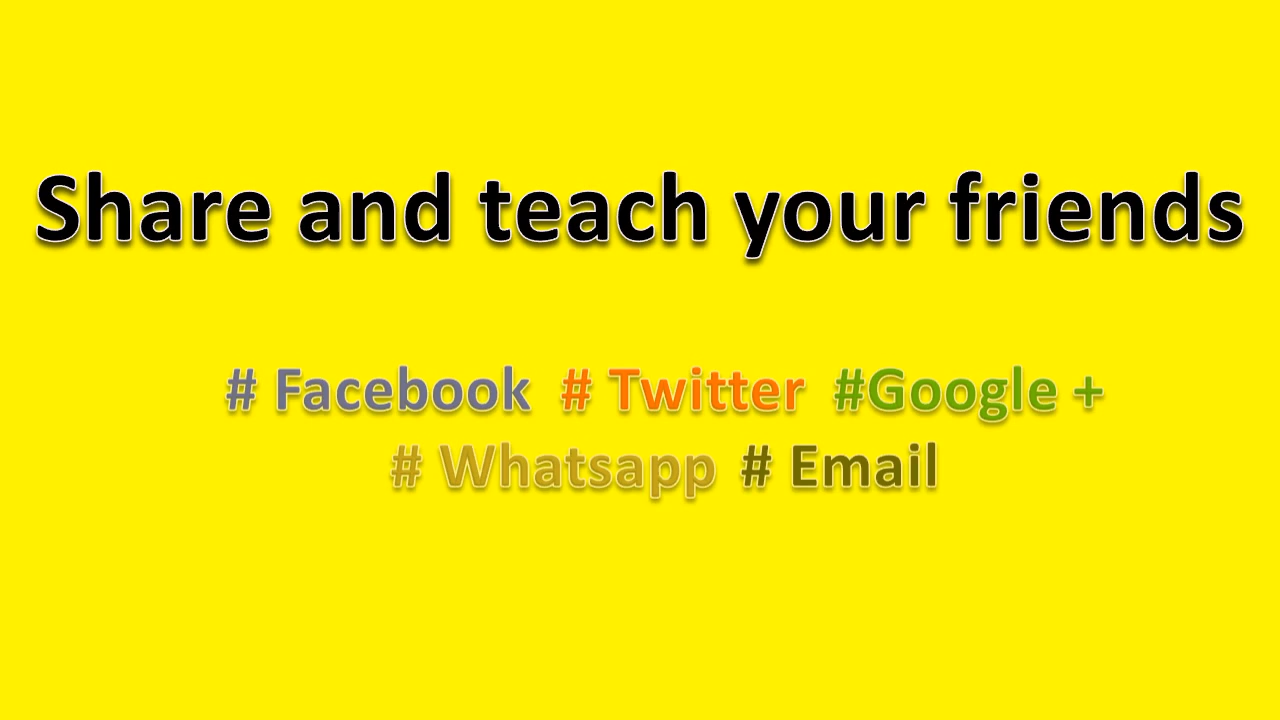 Share and teach your friends
# Facebook # Twitter #Google +
# Whatsapp # Email